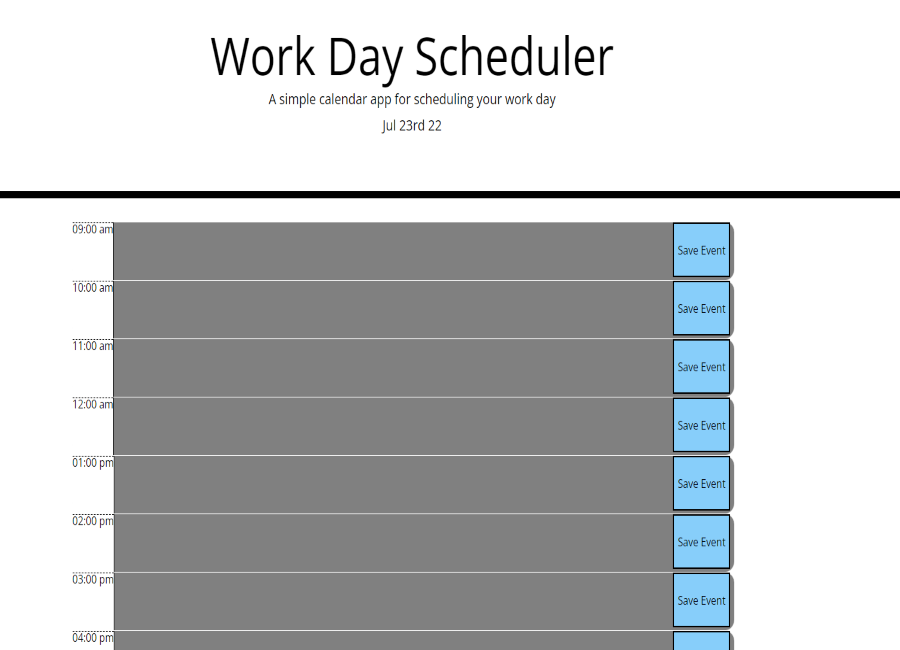 Work Day Scheduler
A simple calendar app for scheduling your work day
Jul 23rd 22
09:00 am
Save Event
10:00 am
Save Event
11:00 am
Save Event
12:00 am
Save Event
01:00 pm
Save Event
02:00 pm
Save Event
03:00 pm
Save Event
04:00 pm